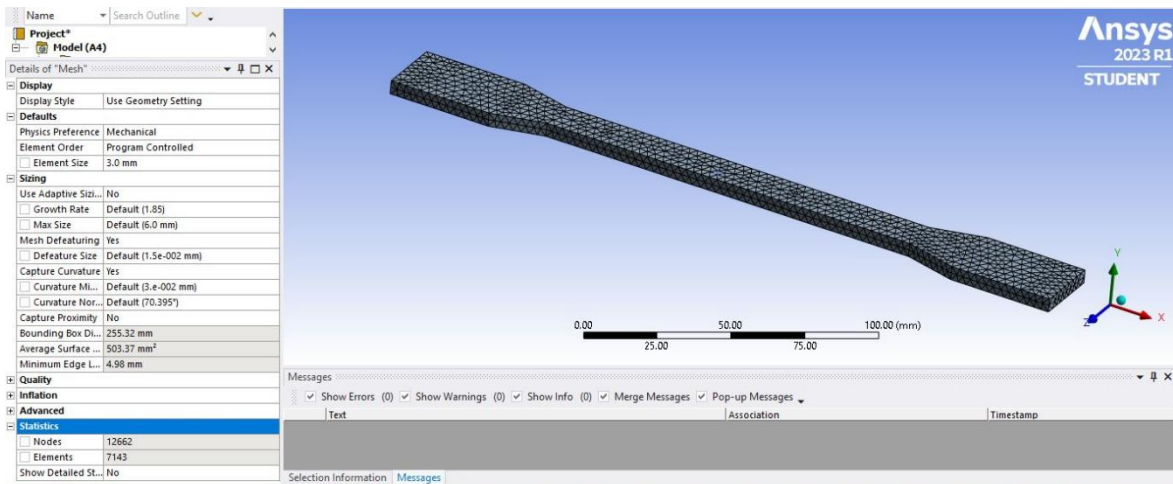 Name Search Outline
Project*
Model (A4)
Details of "Mesh"
Display
Display Style Use Geometry Setting
Defaults
Physics Preference Mechanical
Element Order Program Controlled
Element Size 3.0 mm
Sizing
Use Adaptive Sizi... No
Growth Rate Default (1.85)
Max Size Default (6.0 mm)
Mesh Defeaturing Yes
Defeature Size Default (1.5e-002 mm)
Capture Curvature Yes
Curvature Mi... Default (3.e-002 mm)
Curvature Nor... Default (70.395°)
Capture Proximity No
Bounding Box Di... 255.32 mm
Average Surface ... 503.37 mm²
Minimum Edge L... 4.98 mm
Quality
Inflation
Advanced
Statistics
Nodes 12662
Elements 7143
Show Detailed St... No
Ansys
2023 R1
STUDENT
Y
X
Z
0.00 50.00 100.00 (mm)
25.00 75.00
Messages
Show Errors (0) Show Warnings (0) Show Info (0) Merge Messages Pop-up Messages
Text Association Timestamp
Selection Information Messages